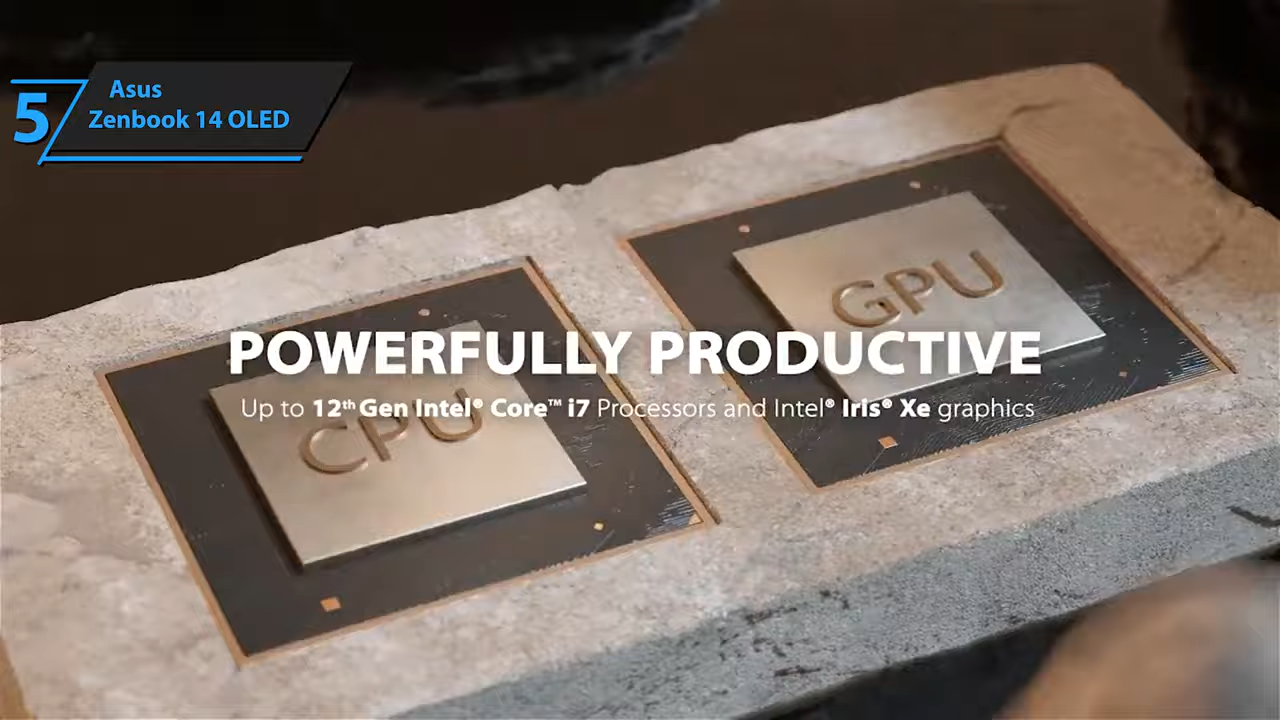 5
Asus
Zenbook 14 OLED
GPU
POWERFULLY PRODUCTIVE
Up to 12th Gen Intel® Core™ i7 Processors and Intel® Iris® Xe graphics
CPU